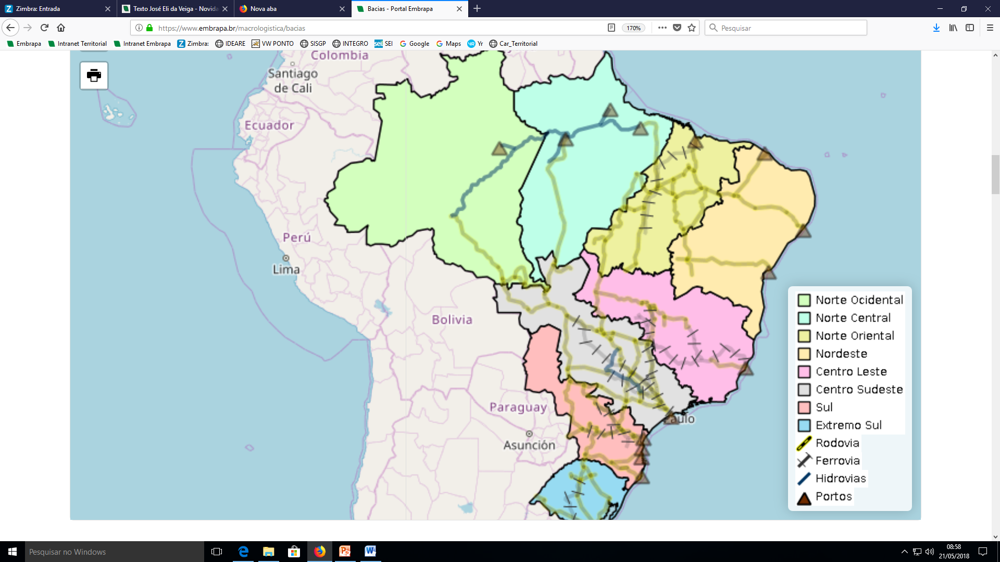 Zimbra: Entrada
Texto José Eli da Veiga - Novida
Nova aba
Bacias - Portal Embrapa
https://www.embrapa.br/macrologistica/bacias
170%
Pesquisar
Embrapa
Intranet Territorial
Intranet Embrapa
Zimbra:
IDEARE
VW PONTO
SISGP
INTEGRO
sei! SEI
Google
Maps
Yr
Car_Territorial
Colombia
Santiago
de Cali
Ecuador
Perú
Lima
Bolivia
Paraguay
Asunción
Paulo
Norte Ocidental
Norte Central
Norte Oriental
Nordeste
Centro Leste
Centro Sudeste
Sul
Extremo Sul
Rodovia
Ferrovia
Hidrovias
Portos
Pesquisar no Windows
08:58
21/05/2018